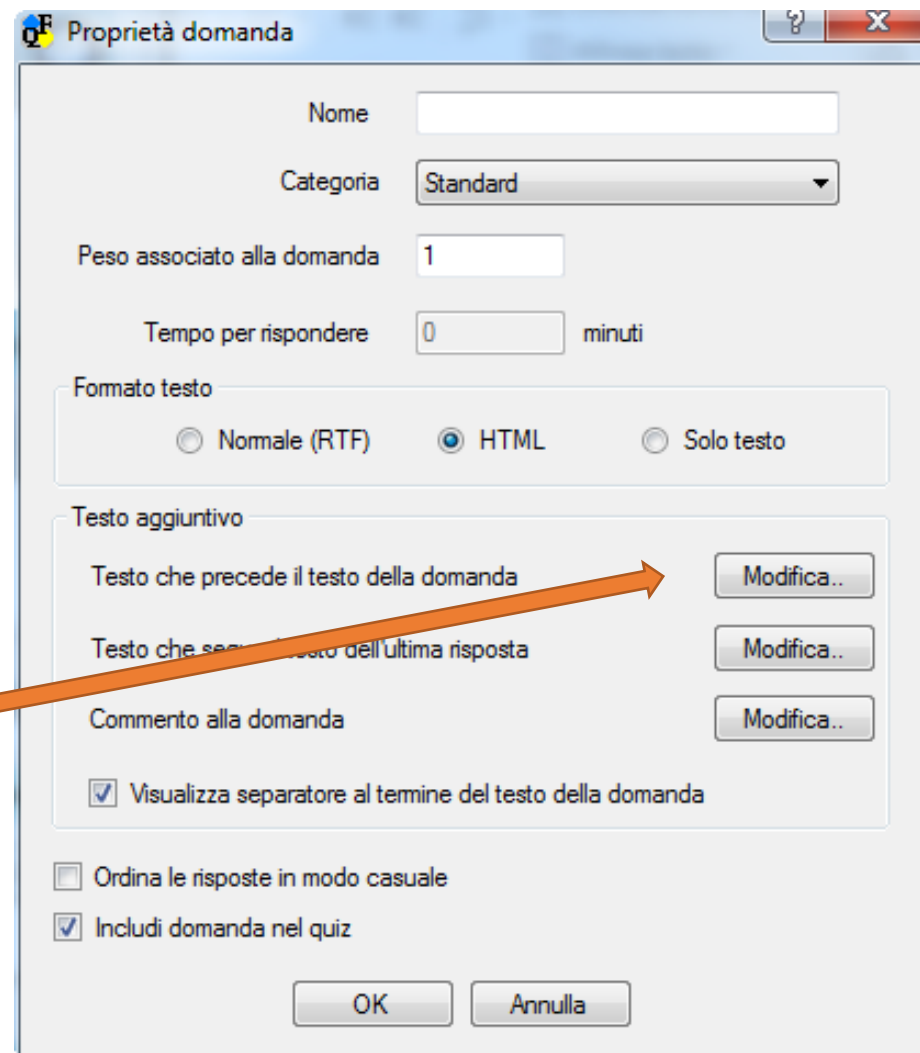 Proprietà domanda
Nome
Categoria Standard
Peso associato alla domanda 1
Tempo per rispondere 0 minuti
Formato testo
Normale (RTF) HTML Solo testo
Testo aggiuntivo
Testo che precede il testo della domanda Modifica..
Testo che dell'ultima risposta Modifica..
Commento alla domanda Modifica..
Visualizza separatore al termine del testo della domanda
Ordina le risposte in modo casuale
Includi domanda nel quiz
OK Annulla